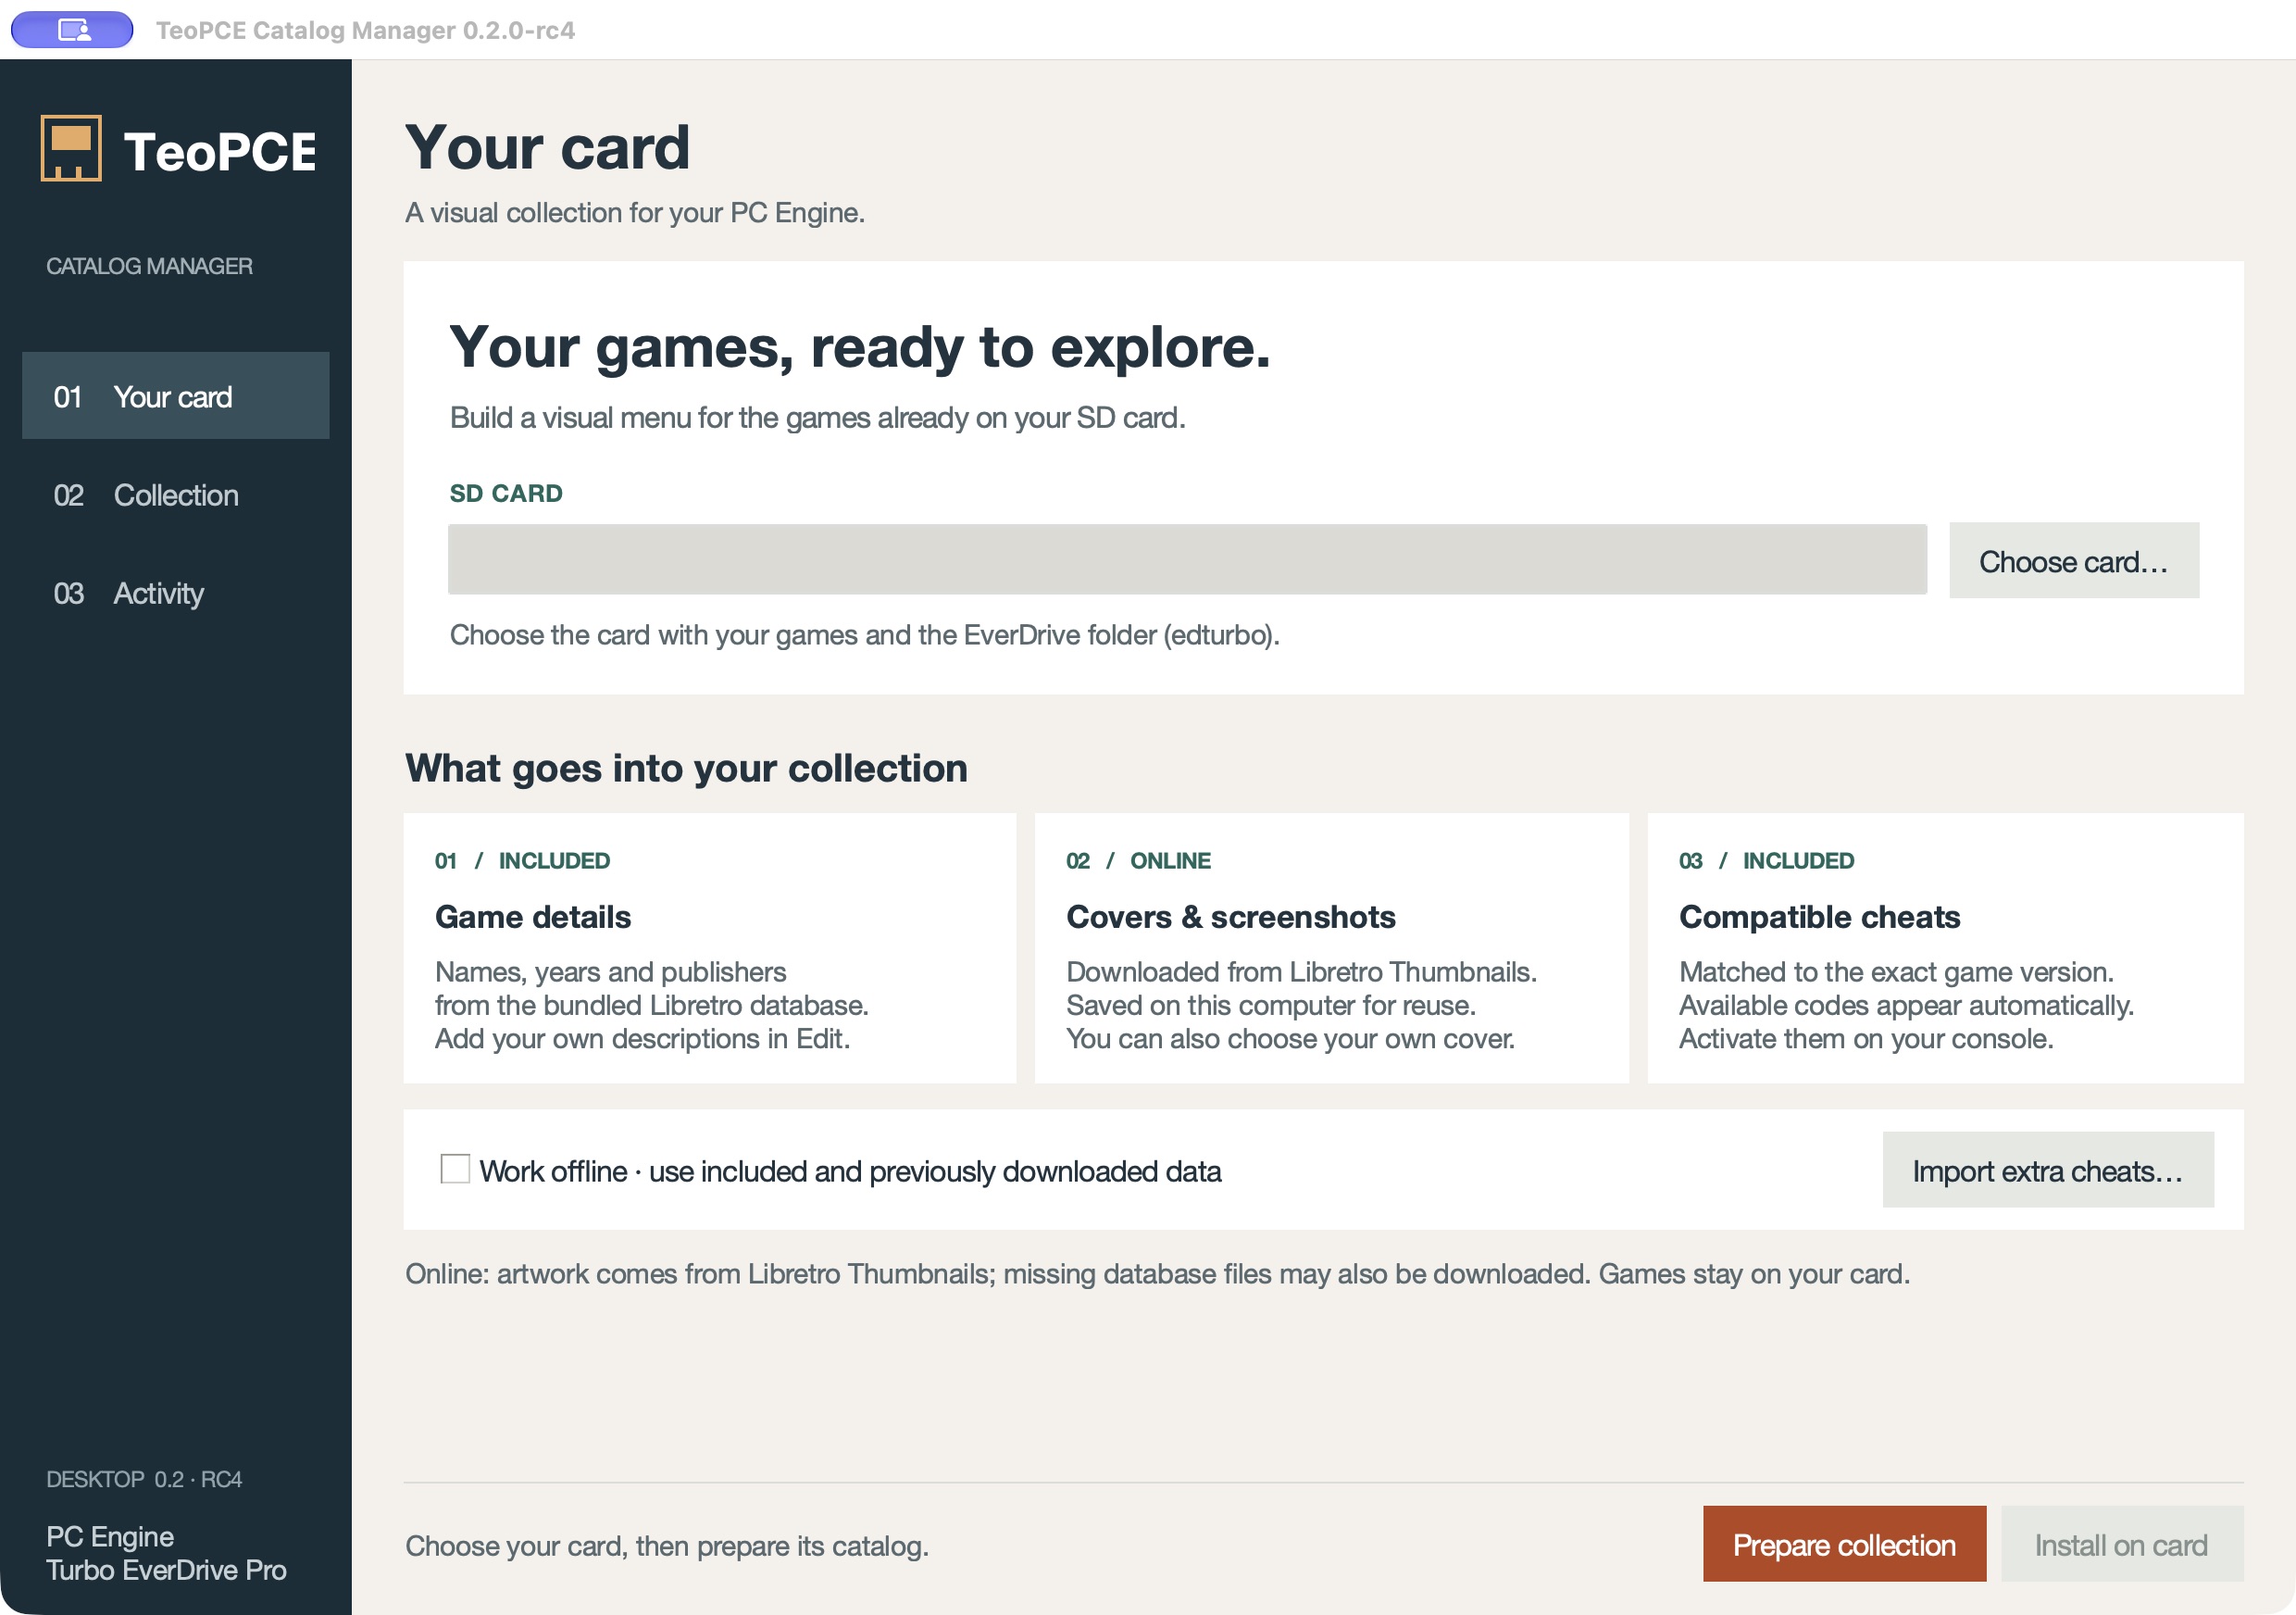 TeoPCE Catalog Manager 0.2.0-rc4
TeoPCE
CATALOG MANAGER
01 Your card
02 Collection
03 Activity
DESKTOP 0.2 · RC4
PC Engine
Turbo EverDrive Pro
Your card
A visual collection for your PC Engine.
Your games, ready to explore.
Build a visual menu for the games already on your SD card.
SD CARD
Choose card...
Choose the card with your games and the EverDrive folder (edturbo).
What goes into your collection
01 / INCLUDED
Game details
Names, years and publishers
from the bundled Libretro database.
Add your own descriptions in Edit.
02 / ONLINE
Covers & screenshots
Downloaded from Libretro Thumbnails.
Saved on this computer for reuse.
You can also choose your own cover.
03 / INCLUDED
Compatible cheats
Matched to the exact game version.
Available codes appear automatically.
Activate them on your console.
Work offline · use included and previously downloaded data
Import extra cheats...
Online: artwork comes from Libretro Thumbnails; missing database files may also be downloaded. Games stay on your card.
Choose your card, then prepare its catalog.
Prepare collection
Install on card